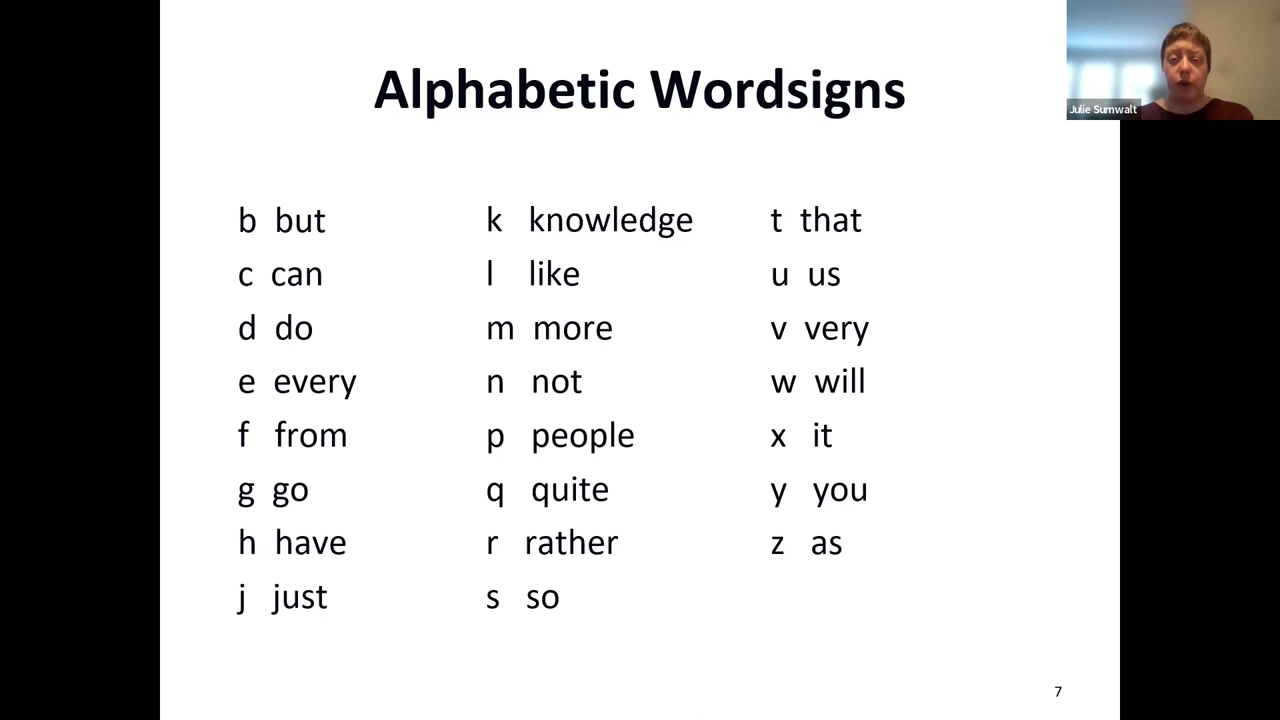 Alphabetic Wordsigns
Julie Sumwalt
b but
c can
d do
e every
f from
g go
h have
j just
k knowledge
l like
m more
n not
p people
q quite
r rather
s so
t that
u us
v very
w will
x it
y you
z as
7